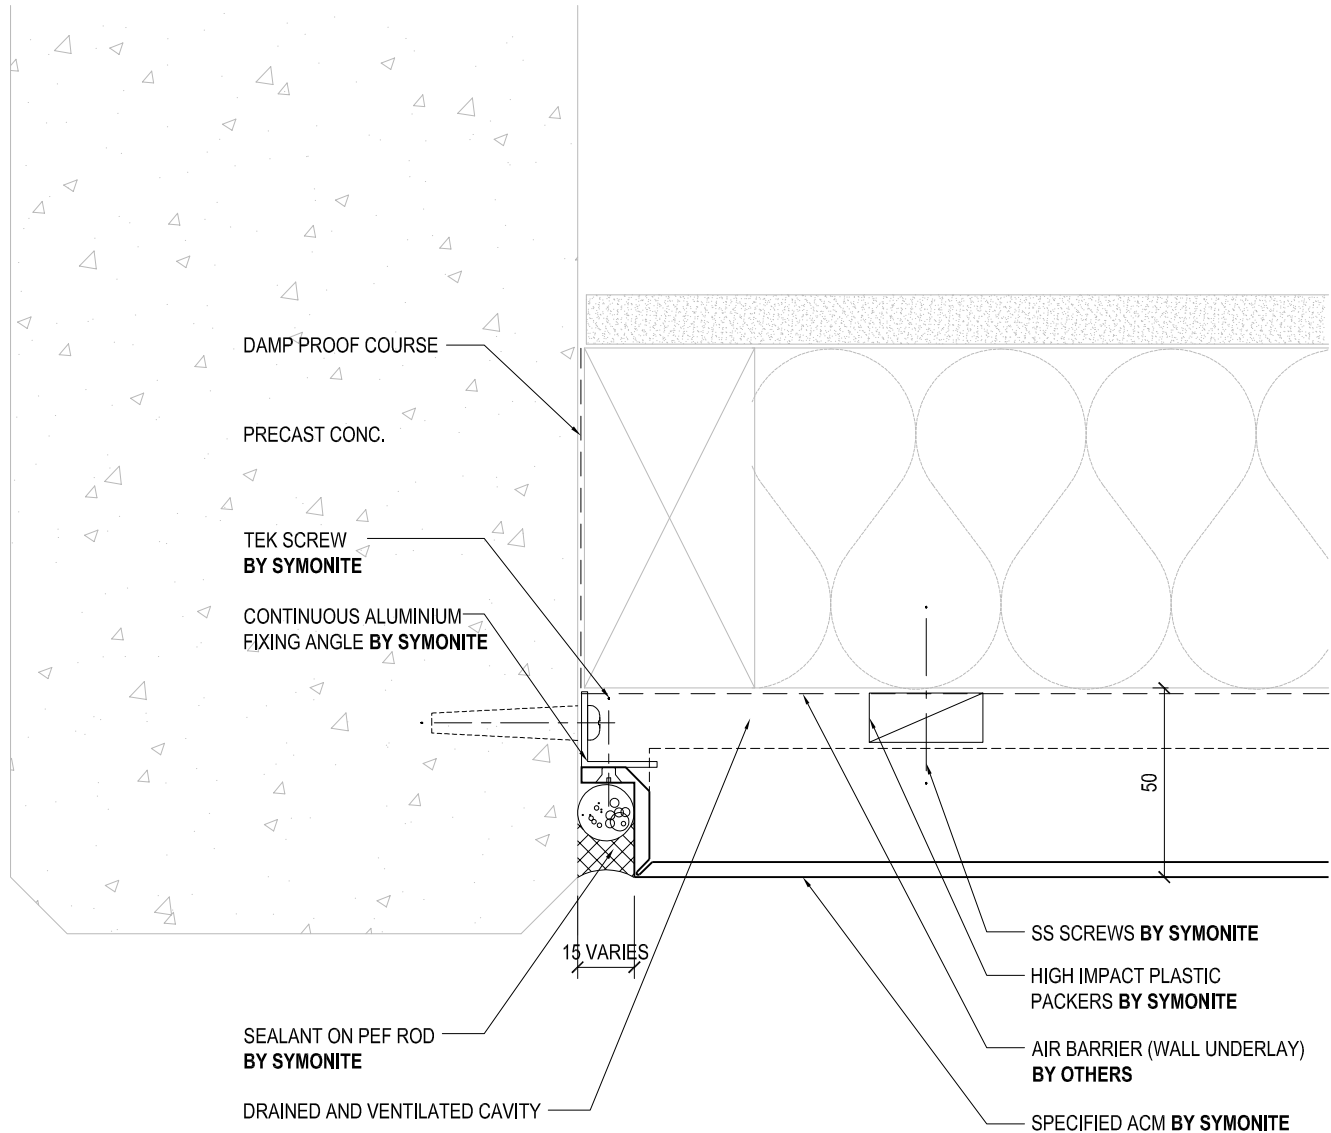 DAMP PROOF COURSE
PRECAST CONC.
TEK SCREW
BY SYMONITE
CONTINUOUS ALUMINIUM
FIXING ANGLE BY SYMONITE
50
15 VARIES
SS SCREWS BY SYMONITE
HIGH IMPACT PLASTIC
PACKERS BY SYMONITE
SEALANT ON PEF ROD
BY SYMONITE
AIR BARRIER (WALL UNDERLAY)
BY OTHERS
DRAINED AND VENTILATED CAVITY
SPECIFIED ACM BY SYMONITE